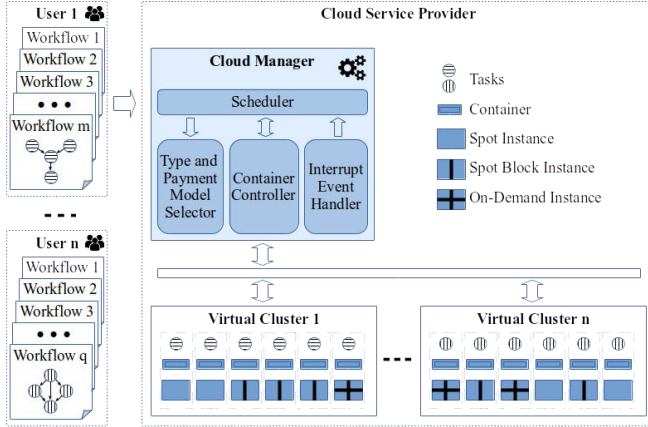 User 1
Workflow 1
Workflow 2
Workflow 3
Workflow m
User n
Workflow 1
Workflow 2
Workflow 3
Workflow q
Cloud Service Provider
Cloud Manager
Scheduler
Type and
Payment
Model
Selector
Container
Controller
Interrupt
Event
Handler
Tasks
Container
Spot Instance
Spot Block Instance
On-Demand Instance
Virtual Cluster 1
Virtual Cluster n